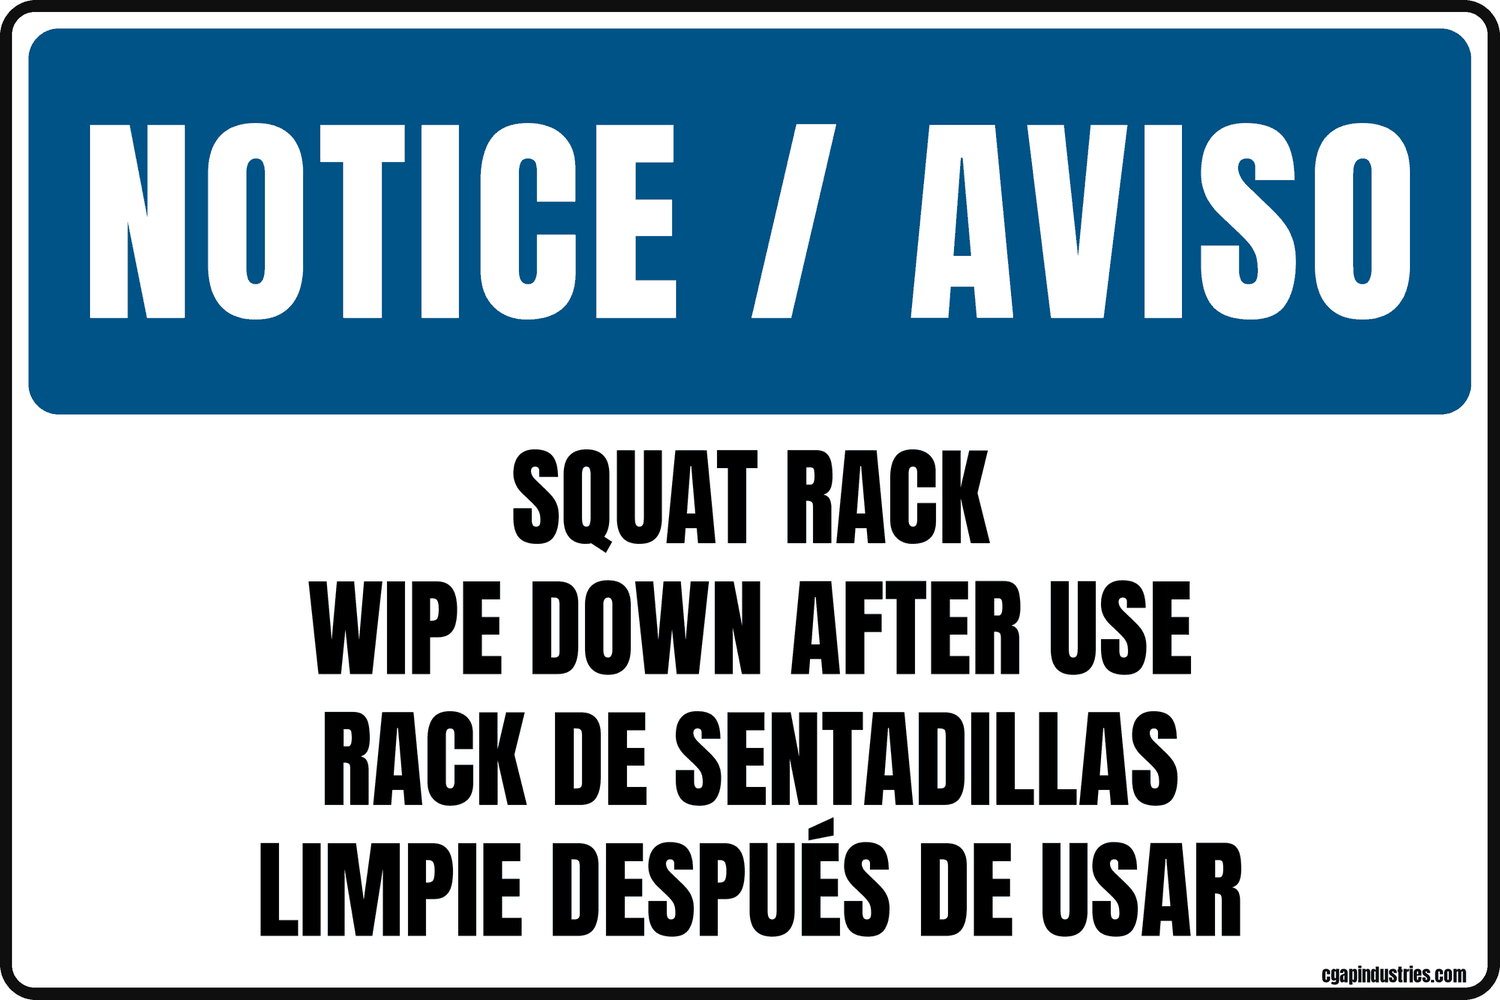 NOTICE / AVISO
SQUAT RACK
WIPE DOWN AFTER USE
RACK DE SENTADILLAS
LIMPIE DESPUÉS DE USAR
cgapindustries.com